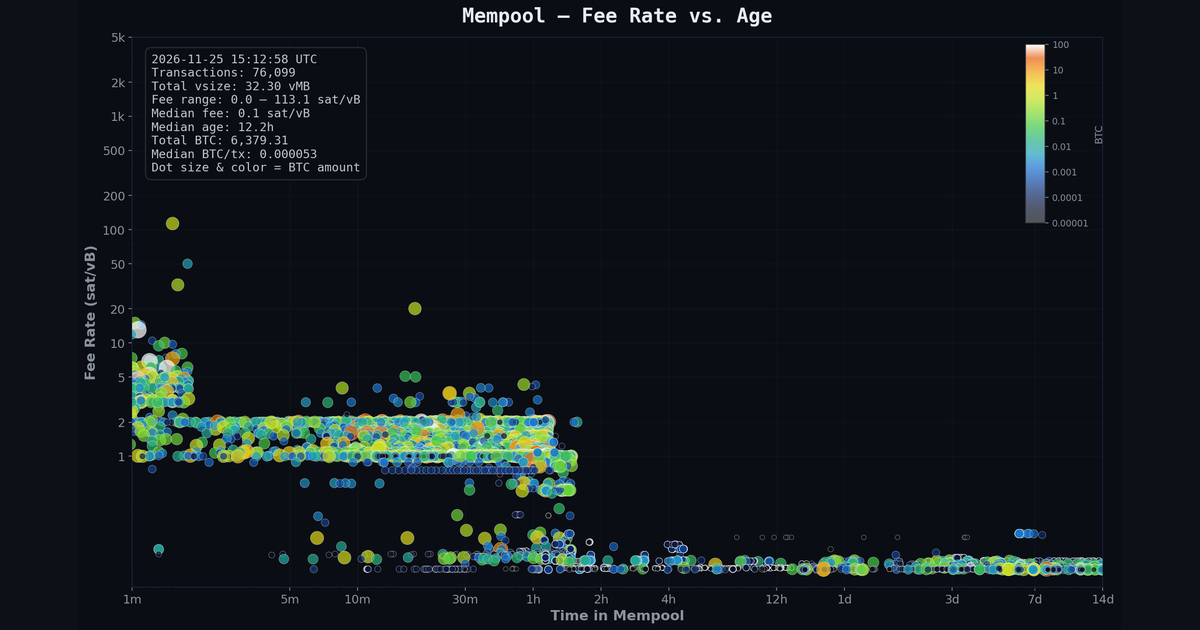 Mempool — Fee Rate vs. Age
2026-11-25 15:12:58 UTC
Transactions: 76,099
Total vsize: 32.30 vMB
Fee range: 0.0 – 113.1 sat/vB
Median fee: 0.1 sat/vB
Median age: 12.2h
Total BTC: 6,379.31
Median BTC/tx: 0.000053
Dot size & color = BTC amount
5k
2k
1k
500
200
100
50
20
10
5
2
1
Fee Rate (sat/vB)
100
10
1
0.1
0.01
0.001
0.0001
0.00001
BTC
1m
5m
10m
30m
1h
2h
4h
12h
1d
3d
7d
14d
Time in Mempool